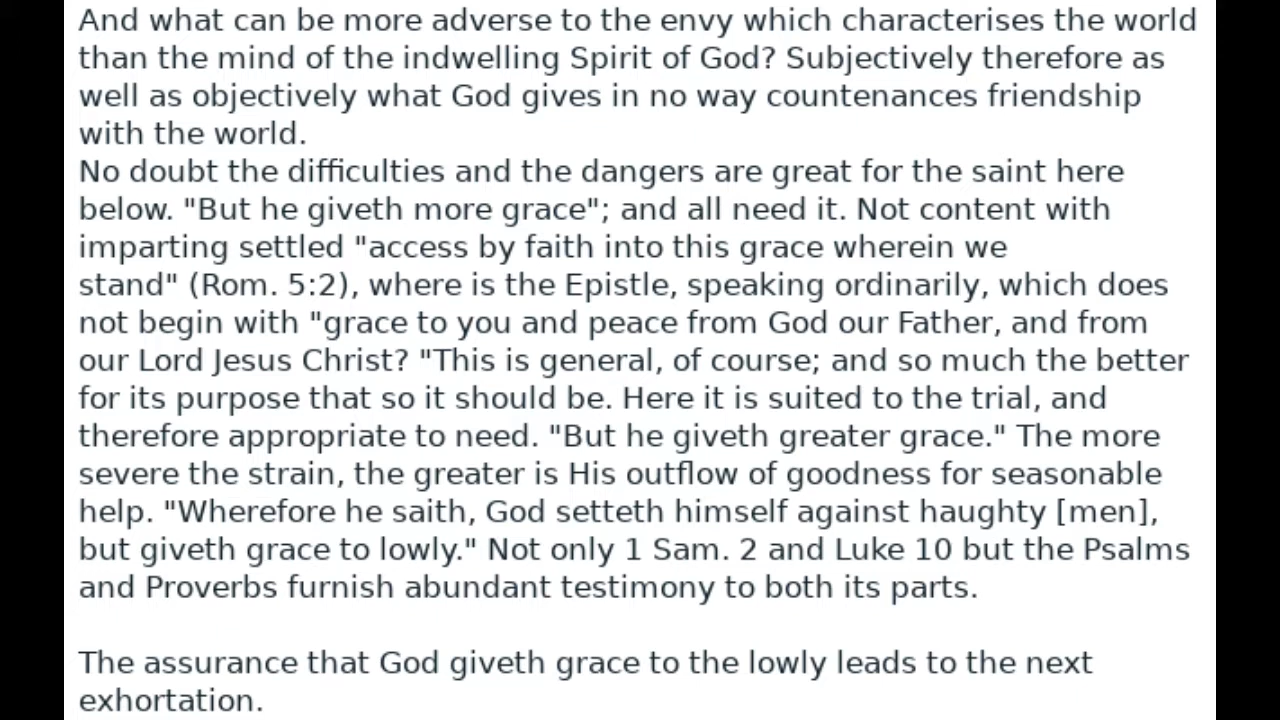 And what can be more adverse to the envy which characterises the world
than the mind of the indwelling Spirit of God? Subjectively therefore as
well as objectively what God gives in no way countenances friendship
with the world.
No doubt the difficulties and the dangers are great for the saint here
below. "But he giveth more grace"; and all need it. Not content with
imparting settled "access by faith into this grace wherein we
stand" (Rom. 5:2), where is the Epistle, speaking ordinarily, which does
not begin with "grace to you and peace from God our Father, and from
our Lord Jesus Christ? "This is general, of course; and so much the better
for its purpose that so it should be. Here it is suited to the trial, and
therefore appropriate to need. "But he giveth greater grace." The more
severe the strain, the greater is His outflow of goodness for seasonable
help. "Wherefore he saith, God setteth himself against haughty [men],
but giveth grace to lowly." Not only 1 Sam. 2 and Luke 10 but the Psalms
and Proverbs furnish abundant testimony to both its parts.
The assurance that God giveth grace to the lowly leads to the next
exhortation.